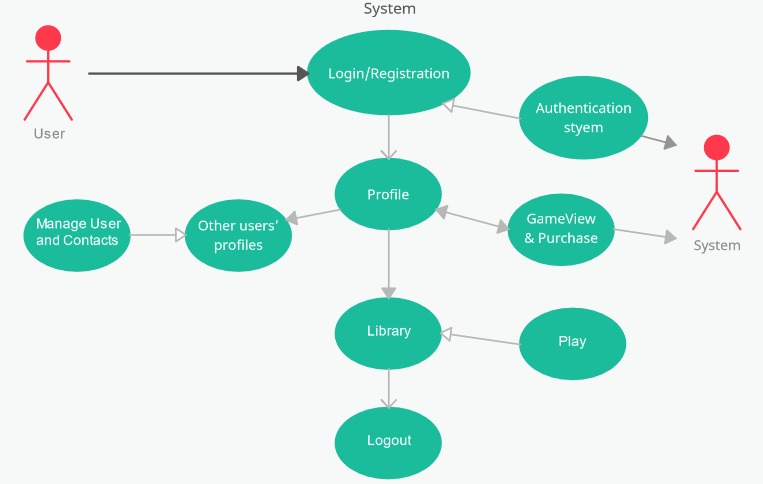 System
Login/Registration
User
Authentication
styem
Profile
Manage User
and Contacts
Other users’
profiles
GameView
& Purchase
System
Library
Play
Logout